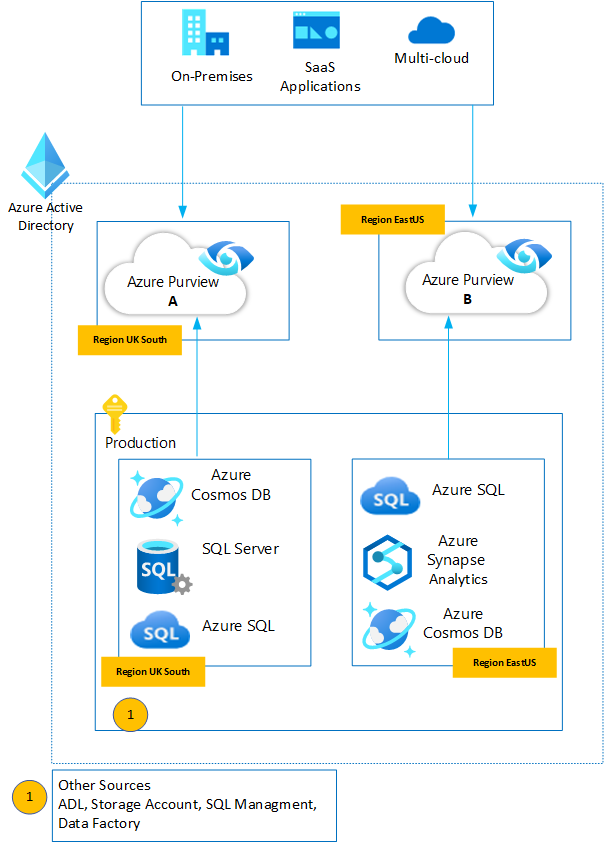 On-Premises
SaaS
Applications
Multi-cloud
Azure Active
Directory
Region EastUS
Azure Purview
A
Azure Purview
B
Region UK South
Production
Azure
Cosmos DB
SQL
SQL Server
SQL
Azure SQL
Region UK South
SQL
Azure SQL
Azure
Synapse
Analytics
Azure
Cosmos DB
Region EastUS
1
1
Other Sources
ADL, Storage Account, SQL Managment,
Data Factory